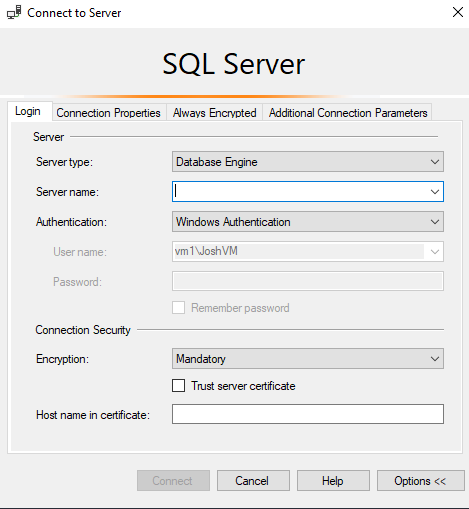 Connect to Server
SQL Server
Login Connection Properties Always Encrypted Additional Connection Parameters
Server
Server type: Database Engine
Server name:
Authentication: Windows Authentication
User name: vm1\JoshVM
Password:
Remember password
Connection Security
Encryption: Mandatory
Trust server certificate
Host name in certificate:
Connect Cancel Help Options <<